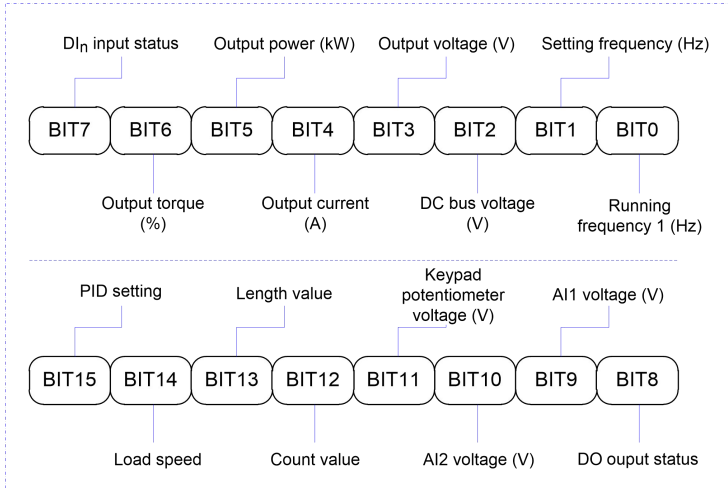 DIn input status
Output power (kW)
Output voltage (V)
Setting frequency (Hz)
BIT7
BIT6
BIT5
BIT4
BIT3
BIT2
BIT1
BIT0
Output torque
(%)
Output current
(A)
DC bus voltage
(V)
Running
frequency 1 (Hz)
PID setting
Length value
Keypad
potentiometer
voltage (V)
AI1 voltage (V)
BIT15
BIT14
BIT13
BIT12
BIT11
BIT10
BIT9
BIT8
Load speed
Count value
AI2 voltage (V)
DO ouput status